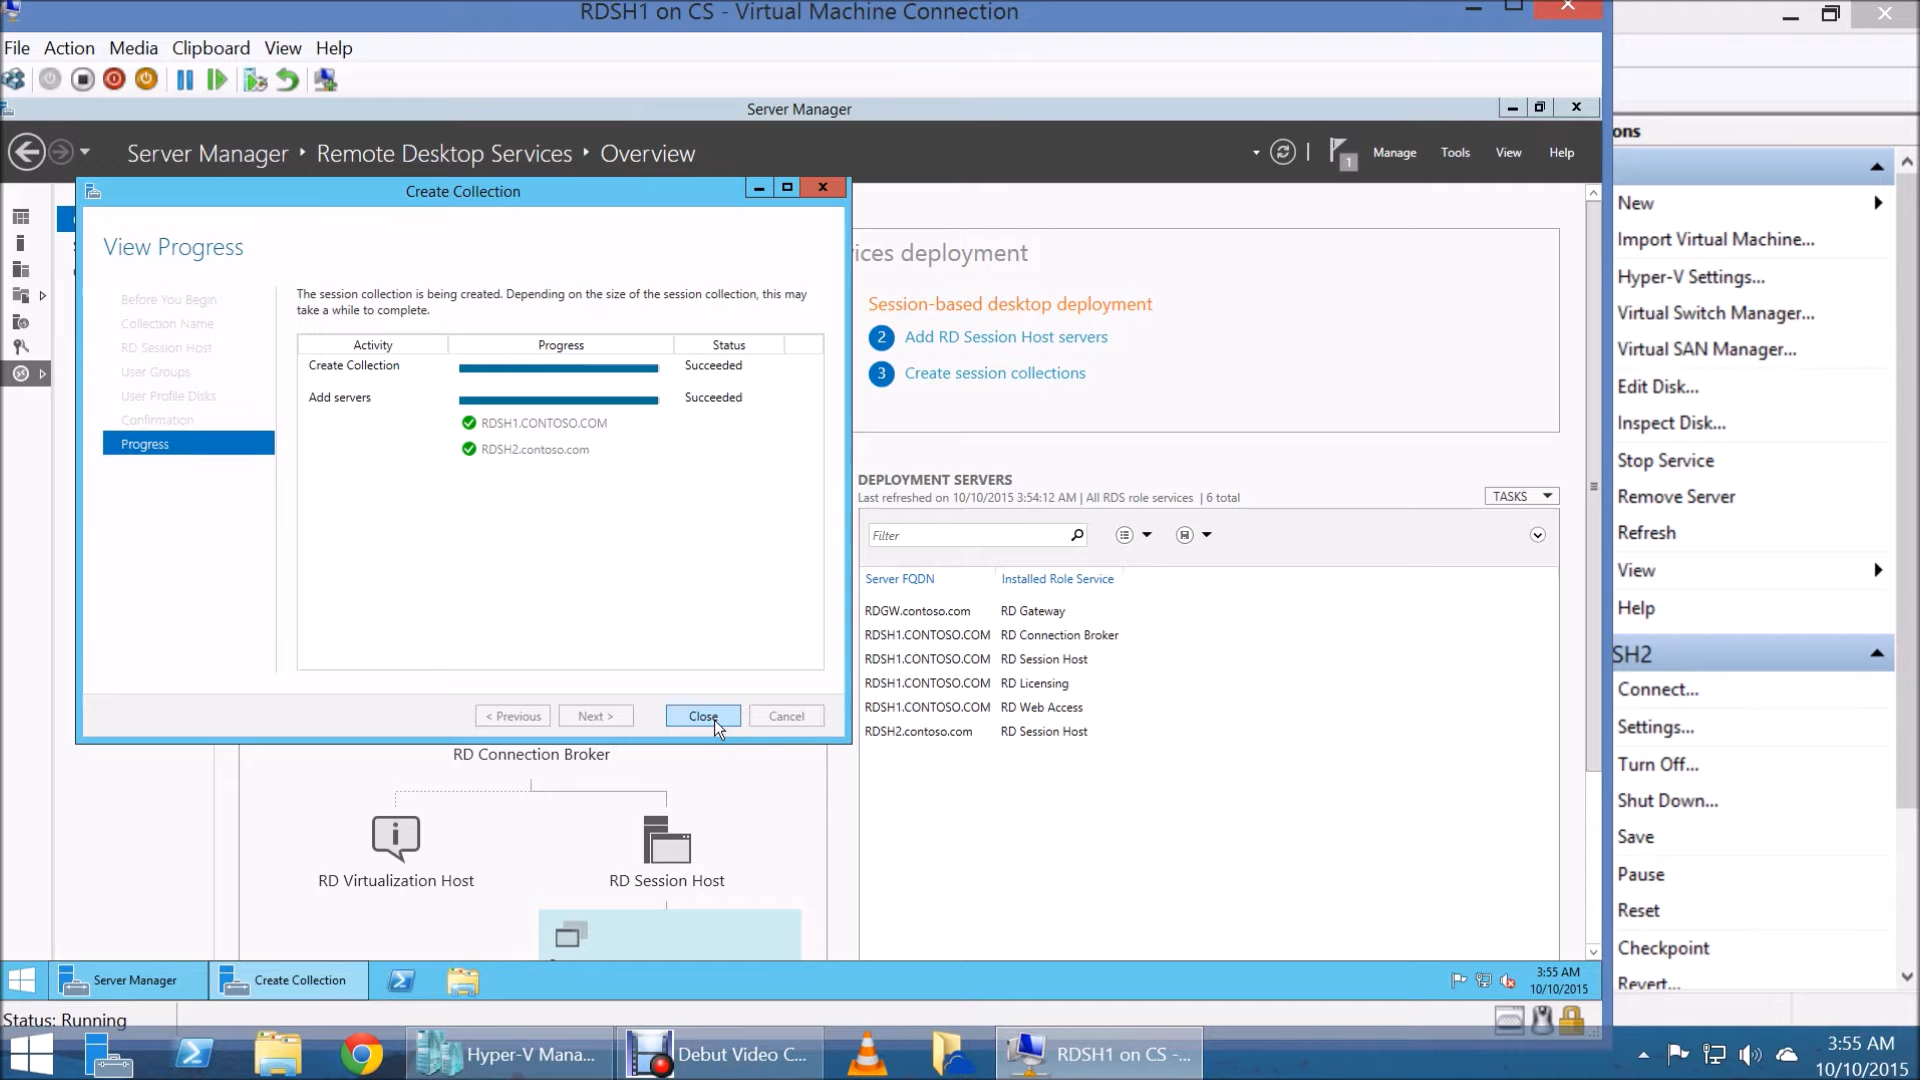 RDSH1 on CS - Virtual Machine Connection
File Action Media Clipboard View Help
Server Manager
Server Manager Remote Desktop Services Overview
1 Manage Tools View Help
Create Collection
View Progress
Before You Begin
Collection Name
RD Session Host
User Groups
User Profile Disks
Confirmation
Progress
The session collection is being created. Depending on the size of the session collection, this may
take a while to complete.
Activity Progress Status
Create Collection Succeeded
Add servers Succeeded
RDSH1.CONTOSO.COM
RDSH2.contoso.com
< Previous Next > Close Cancel
ices deployment
Session-based desktop deployment
2 Add RD Session Host servers
3 Create session collections
DEPLOYMENT SERVERS
Last refreshed on 10/10/2015 3:54:12 AM | All RDS role services | 6 total
TASKS
Filter
Server FQDN Installed Role Service
RDGW.contoso.com RD Gateway
RDSH1.CONTOSO.COM RD Connection Broker
RDSH1.CONTOSO.COM RD Session Host
RDSH1.CONTOSO.COM RD Licensing
RDSH1.CONTOSO.COM RD Web Access
RDSH2.contoso.com RD Session Host
RD Connection Broker
RD Virtualization Host
RD Session Host
Server Manager
Create Collection
3:55 AM
10/10/2015
Status: Running
ons
New
Import Virtual Machine...
Hyper-V Settings...
Virtual Switch Manager...
Virtual SAN Manager...
Edit Disk...
Inspect Disk...
Stop Service
Remove Server
Refresh
View
Help
SH2
Connect...
Settings...
Turn Off...
Shut Down...
Save
Pause
Reset
Checkpoint
Revert...
Hyper-V Mana...
Debut Video C...
RDSH1 on CS -...
3:55 AM
10/10/2015